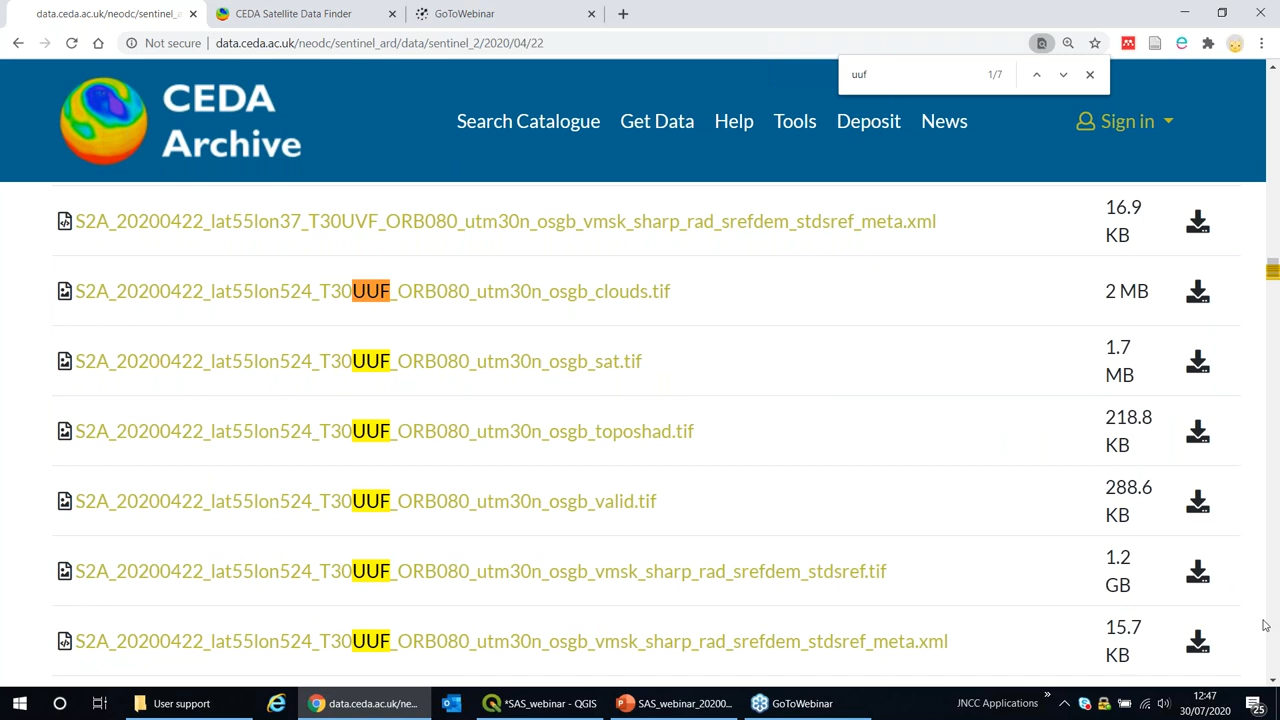 data.ceda.ac.uk/neodc/sentinel_a
CEDA Satellite Data Finder
GoToWebinar
Not secure
data.ceda.ac.uk/neodc/sentinel_ard/data/sentinel_2/2020/04/22
uuf
1/7
CEDA
Archive
Search Catalogue
Get Data
Help
Tools
Deposit
News
Sign in
S2A_20200422_lat55lon37_T30UVF_ORB080_utm30n_osgb_vmsk_sharp_rad_srefdem_stdsref_meta.xml
16.9
KB
S2A_20200422_lat55lon524_T30UUF_ORB080_utm30n_osgb_clouds.tif
2 MB
S2A_20200422_lat55lon524_T30UUF_ORB080_utm30n_osgb_sat.tif
1.7
MB
S2A_20200422_lat55lon524_T30UUF_ORB080_utm30n_osgb_toposhad.tif
218.8
KB
S2A_20200422_lat55lon524_T30UUF_ORB080_utm30n_osgb_valid.tif
288.6
KB
S2A_20200422_lat55lon524_T30UUF_ORB080_utm30n_osgb_vmsk_sharp_rad_srefdem_stdsref.tif
1.2
GB
S2A_20200422_lat55lon524_T30UUF_ORB080_utm30n_osgb_vmsk_sharp_rad_srefdem_stdsref_meta.xml
15.7
KB
User support
data.ceda.ac.uk/ne...
*SAS_webinar - QGIS
SAS_webinar_20200...
GoToWebinar
JNCC Applications
12:47
30/07/2020
25